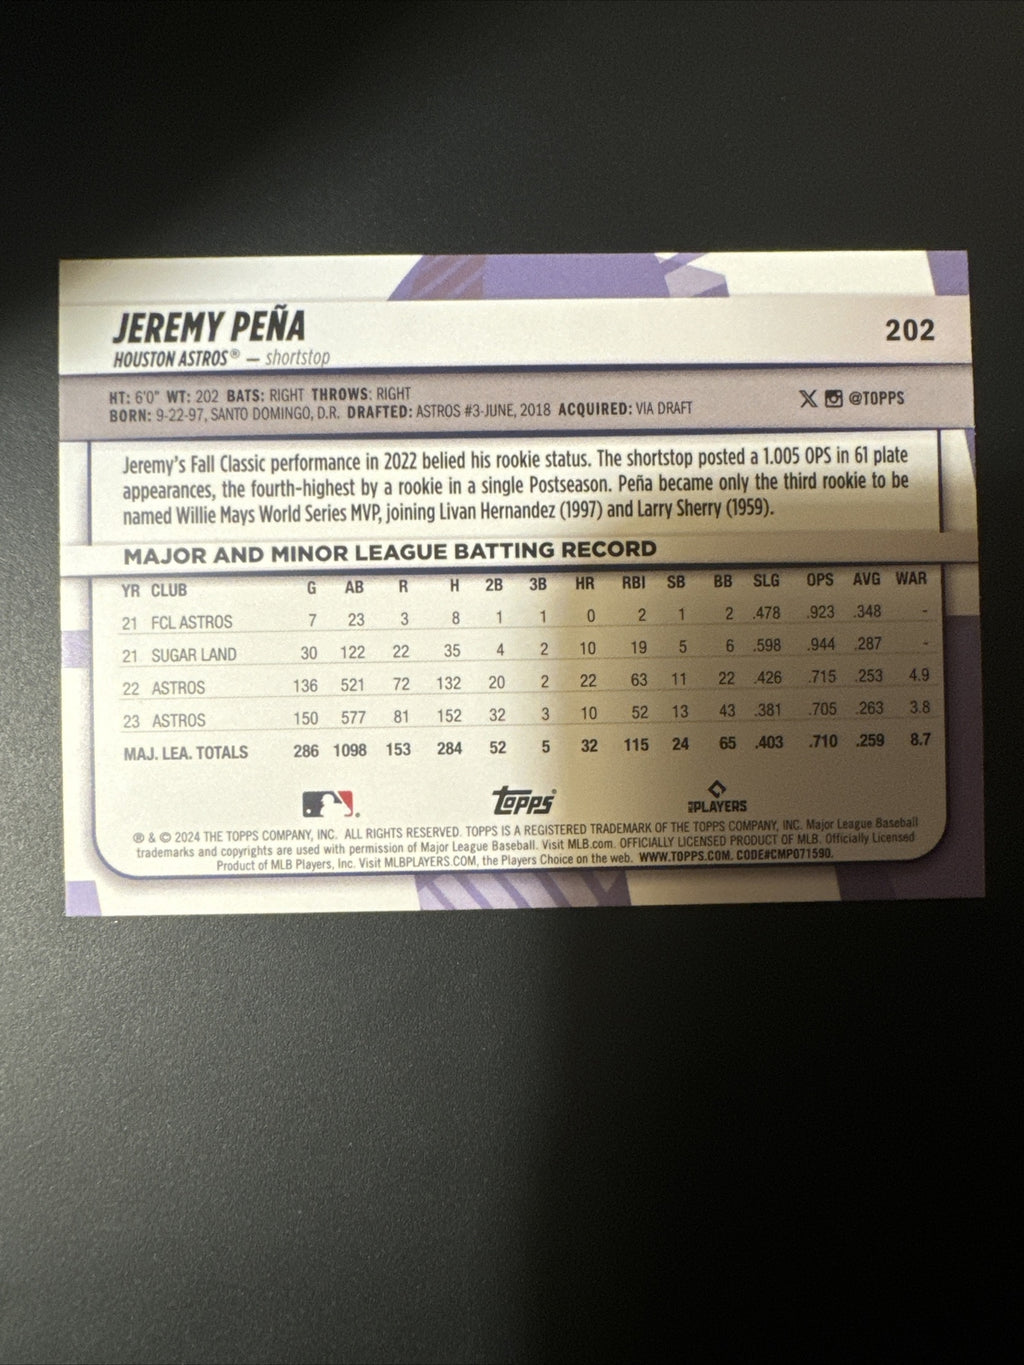 JEREMY PEÑA
202
HOUSTON ASTROS® — shortstop
HT: 6'0" WT: 202 BATS: RIGHT THROWS: RIGHT
@TOPPS
BORN: 9-22-97, SANTO DOMINGO, D.R. DRAFTED: ASTROS #3-JUNE, 2018 ACQUIRED: VIA DRAFT
Jeremy's Fall Classic performance in 2022 belied his rookie status. The shortstop posted a 1.005 OPS in 61 plate
appearances, the fourth-highest by a rookie in a single Postseason. Peña became only the third rookie to be
named Willie Mays World Series MVP, joining Livan Hernandez (1997) and Larry Sherry (1959).
MAJOR AND MINOR LEAGUE BATTING RECORD
YR CLUB G AB R H 2B 3B HR RBI SB BB SLG OPS AVG WAR
21 FCL ASTROS 7 23 3 8 1 1 0 2 1 2 .478 .923 .348 -
21 SUGAR LAND 30 122 22 35 4 2 10 19 5 6 .598 .944 .287 -
22 ASTROS 136 521 72 132 20 2 22 63 11 22 .426 .715 .253 4.9
23 ASTROS 150 577 81 152 32 3 10 52 13 43 .381 .705 .263 3.8
MAJ. LEA. TOTALS 286 1098 153 284 52 5 32 115 24 65 .403 .710 .259 8.7
topps®
PLAYERS
® & © 2024 THE TOPPS COMPANY, INC. ALL RIGHTS RESERVED. TOPPS IS A REGISTERED TRADEMARK OF THE TOPPS COMPANY, INC. Major League Baseball
trademarks and copyrights are used with permission of Major League Baseball. Visit MLB.com. OFFICIALLY LICENSED PRODUCT OF MLB. Officially Licensed
Product of MLB Players, Inc. Visit MLBPLAYERS.COM, the Players Choice on the web. WWW.TOPPS.COM. CODE#CMP071590.